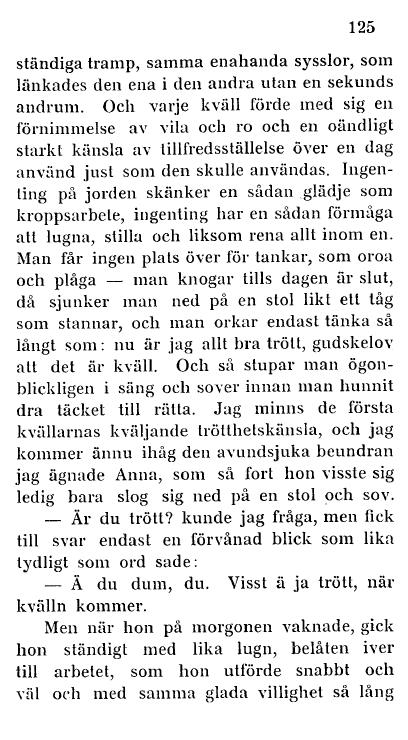 125
ständiga tramp, samma enahanda sysslor, som
länkades den ena i den andra utan en sekunds
andrum. Och varje kväll förde med sig en
förnimmelse av vila och ro och en oändligt
starkt känsla av tillfredsställelse över en dag
använd just som den skulle användas. Ingen-
ting på jorden skänker en sådan glädje som
kroppsarbete, ingenting har en sådan förmåga
att lugna, stilla och liksom rena allt inom en.
Man får ingen plats över för tankar, som oroa
och plåga — man knogar tills dagen är slut,
då sjunker man ned på en stol likt ett tåg
som stannar, och man orkar endast tänka så
långt som: nu är jag allt bra trött, gudskelov
att det är kväll. Och så stupar man ögon-
blickligen i säng och sover innan man hunnit
dra täcket till rätta. Jag minns de första
kvällarnas kväljande trötthetskänsla, och jag
kommer ännu ihåg den avundsjuka beundran
jag ägnade Anna, som så fort hon visste sig
ledig bara slog sig ned på en stol och sov.
— Är du trött? kunde jag fråga, men fick
till svar endast en förvånad blick som lika
tydligt som ord sade:
— Ä du dum, du. Visst ä ja trött, när
kvälln kommer.
Men när hon på morgonen vaknade, gick
hon ständigt med lika lugn, belåten iver
till arbetet, som hon utförde snabbt och
väl och med samma glada villighet så lång